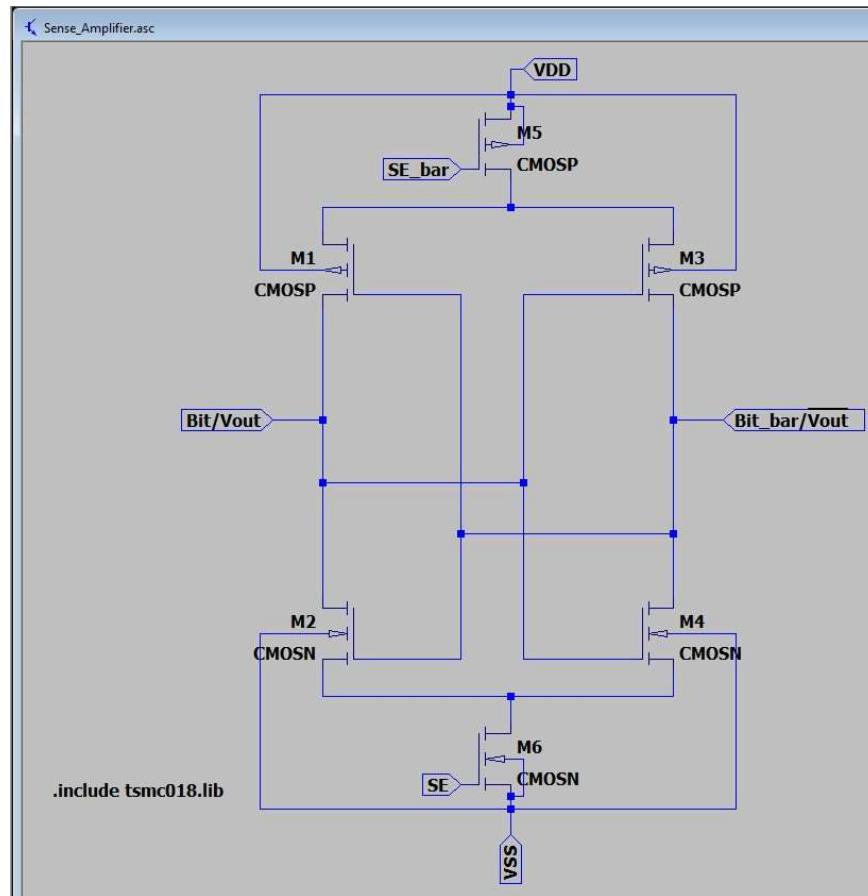 Sense_Amplifier.asc
VDD
M5
SE_bar
CMOSP
M1
M3
CMOSP
CMOSP
Bit/Vout
Bit_bar/V̅o̅u̅t̅
M2
M4
CMOSN
CMOSN
M6
SE
CMOSN
.include tsmc018.lib
VSS